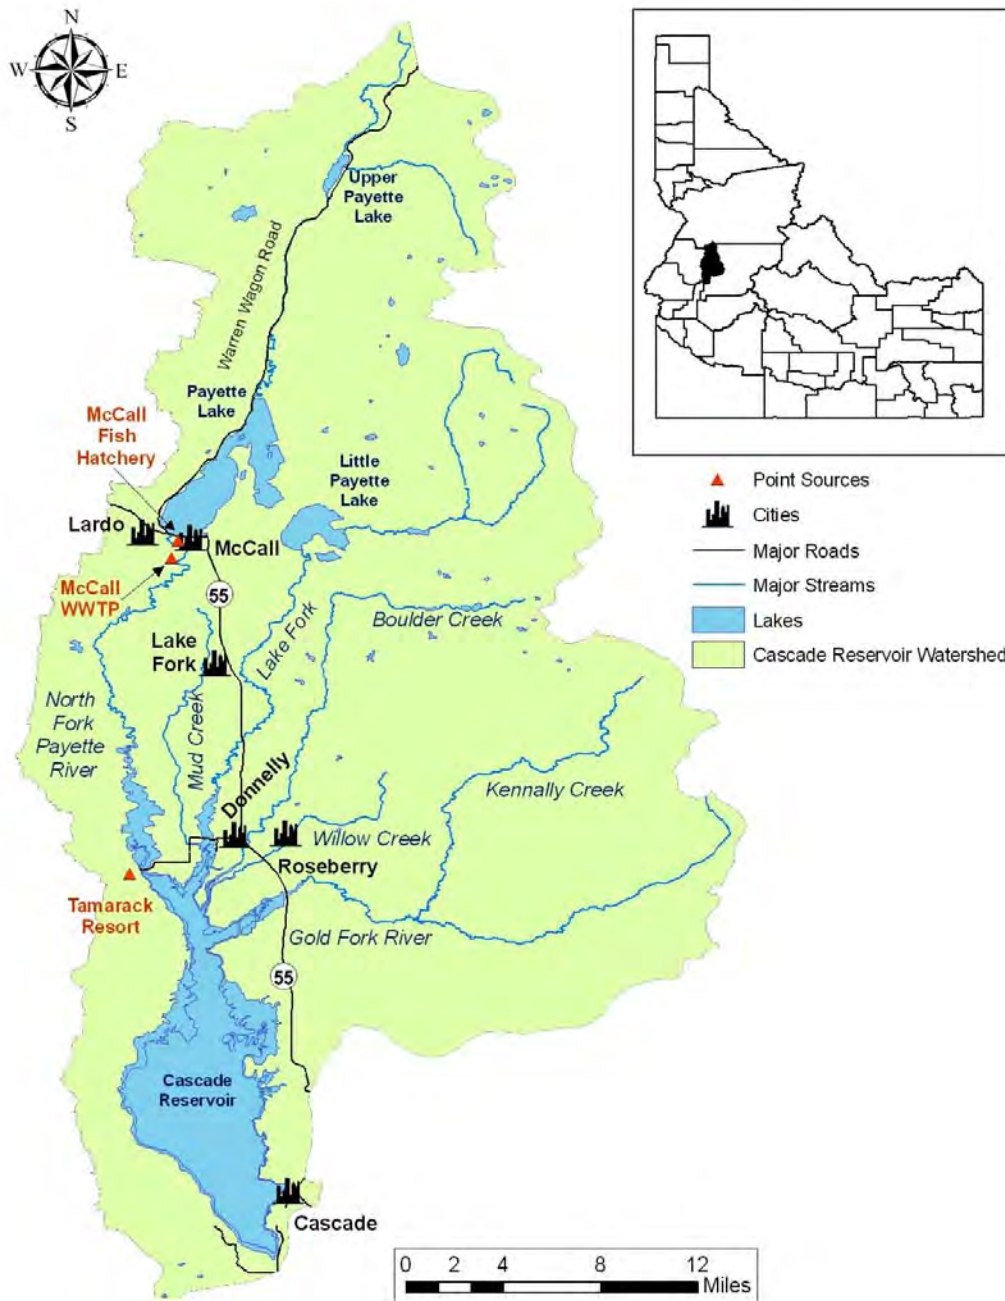 N
W
E
S
Upper
Payette
Lake
Warren Wagon Road
Payette
Lake
McCall
Fish
Hatchery
Little
Payette
Lake
Lardo
McCall
McCall
WWTP
55
Boulder Creek
Lake
Fork
Lake Fork
North
Fork
Payette
River
Mud Creek
Kennally Creek
Donnelly
Willow Creek
Roseberry
Tamarack
Resort
Gold Fork River
55
Cascade
Reservoir
Cascade
Point Sources
Cities
Major Roads
Major Streams
Lakes
Cascade Reservoir Watershed
0 2 4 8 12
Miles